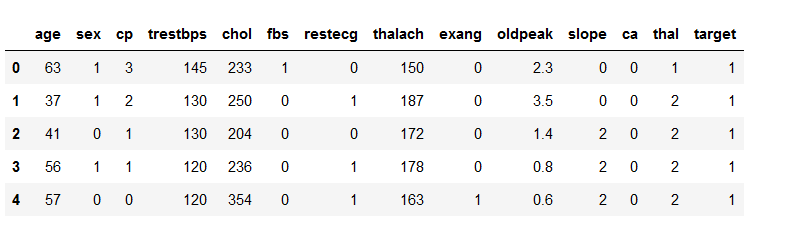 age sex cp trestbps chol fbs restecg thalach exang oldpeak slope ca thal target
0 63 1 3 145 233 1 0 150 0 2.3 0 0 1 1
1 37 1 2 130 250 0 1 187 0 3.5 0 0 2 1
2 41 0 1 130 204 0 0 172 0 1.4 2 0 2 1
3 56 1 1 120 236 0 1 178 0 0.8 2 0 2 1
4 57 0 0 120 354 0 1 163 1 0.6 2 0 2 1